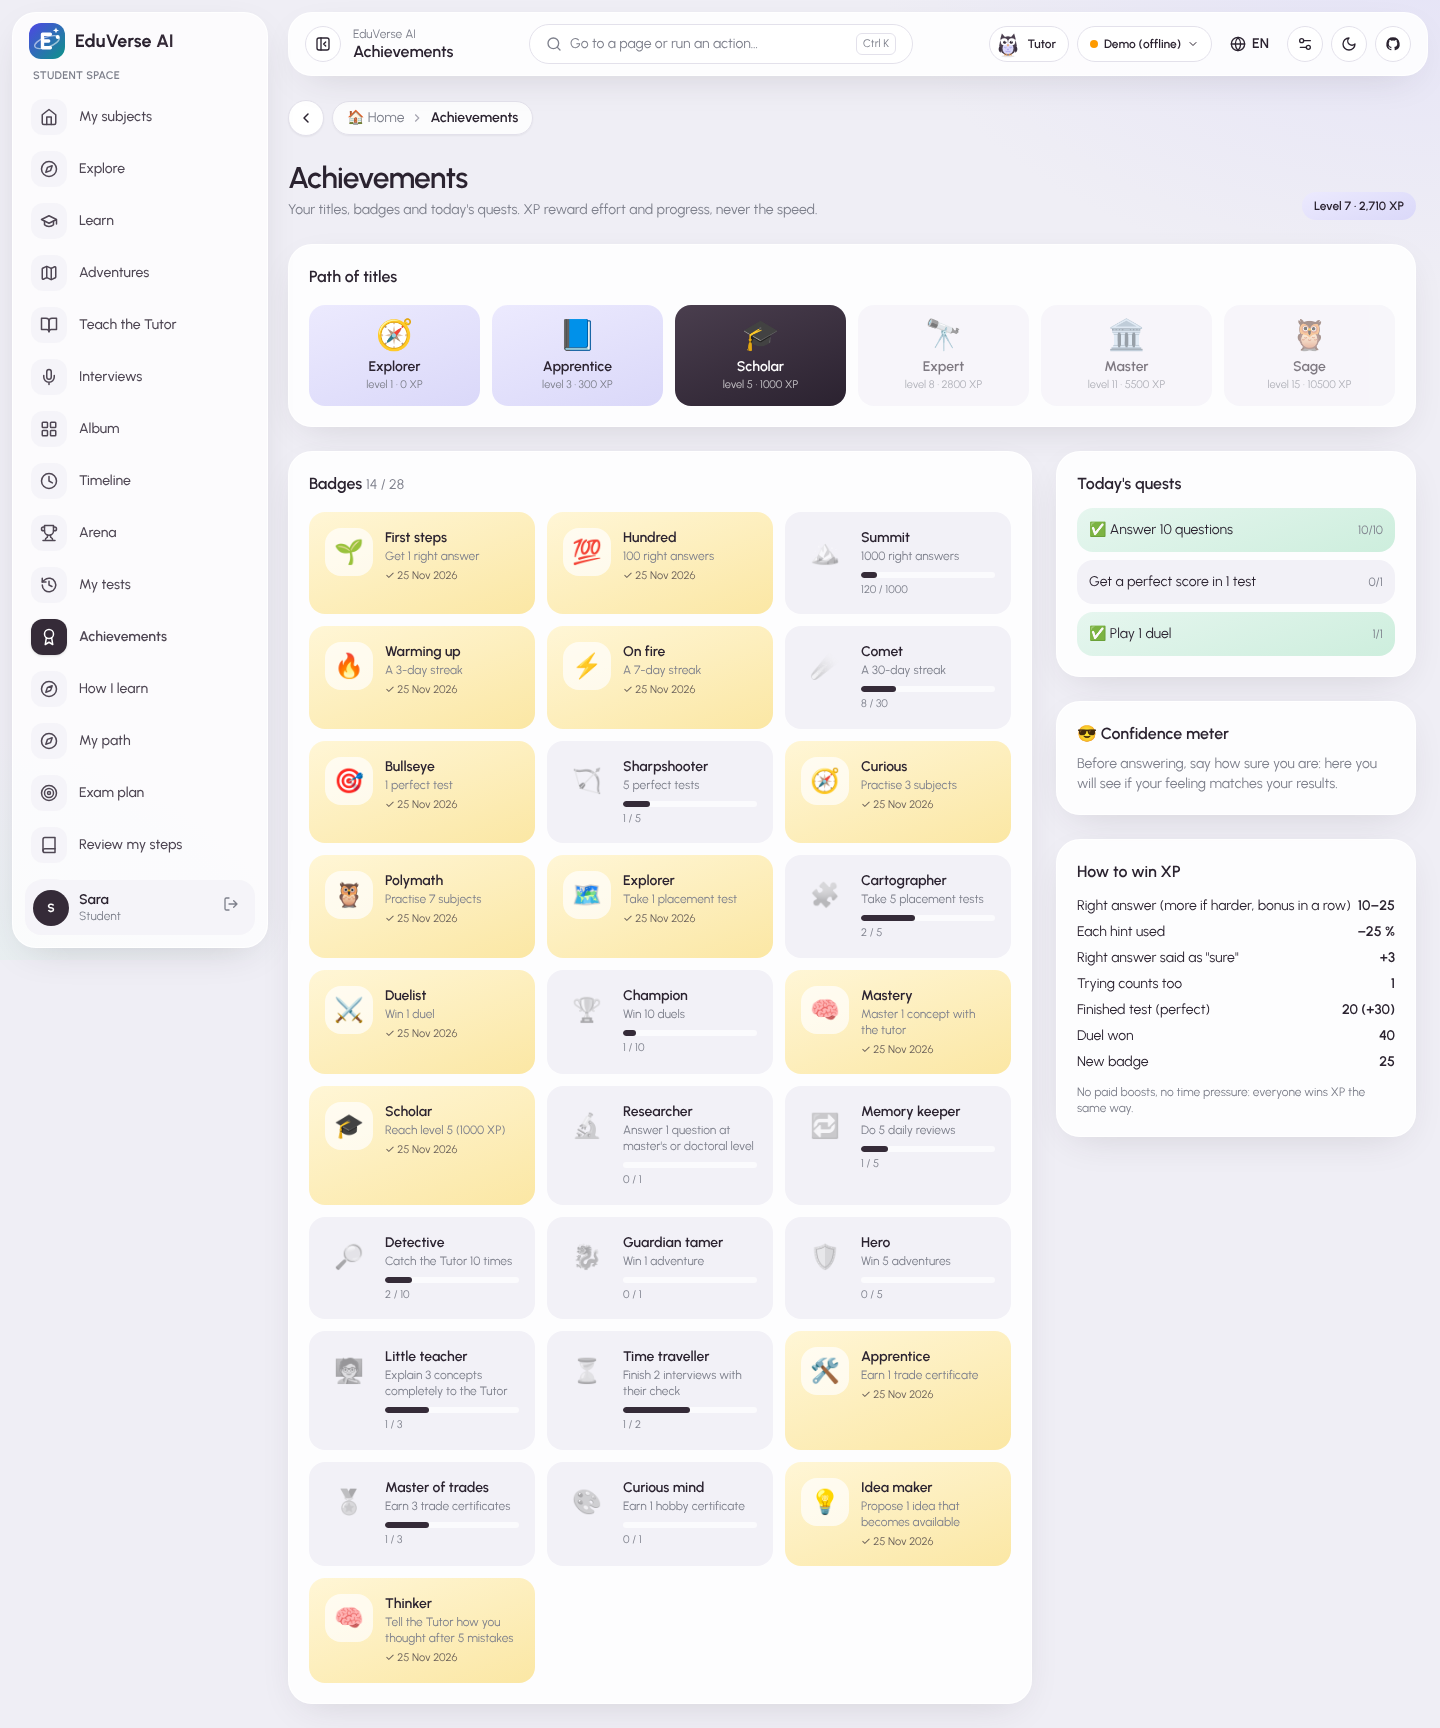 EduVerse AI
STUDENT SPACE
My subjects
Explore
Learn
Adventures
Teach the Tutor
Interviews
Album
Timeline
Arena
My tests
Achievements
How I learn
My path
Exam plan
Review my steps
S
Sara
Student
EduVerse AI
Achievements
Go to a page or run an action...
Ctrl K
Tutor
Demo (offline)
EN
Home
Achievements
Achievements
Your titles, badges and today's quests. XP reward effort and progress, never the speed.
Level 7 · 2,710 XP
Path of titles
Explorer
level 1 · 0 XP
Apprentice
level 3 · 300 XP
Scholar
level 5 · 1000 XP
Expert
level 8 · 2800 XP
Master
level 11 · 5500 XP
Sage
level 15 · 10500 XP
Badges 14 / 28
First steps
Get 1 right answer
✓ 25 Nov 2026
Hundred
100 right answers
✓ 25 Nov 2026
Summit
1000 right answers
120 / 1000
Warming up
A 3-day streak
✓ 25 Nov 2026
On fire
A 7-day streak
✓ 25 Nov 2026
Comet
A 30-day streak
8 / 30
Bullseye
1 perfect test
✓ 25 Nov 2026
Sharpshooter
5 perfect tests
1 / 5
Curious
Practise 3 subjects
✓ 25 Nov 2026
Polymath
Practise 7 subjects
✓ 25 Nov 2026
Explorer
Take 1 placement test
✓ 25 Nov 2026
Cartographer
Take 5 placement tests
2 / 5
Duelist
Win 1 duel
✓ 25 Nov 2026
Champion
Win 10 duels
1 / 10
Mastery
Master 1 concept with
the tutor
✓ 25 Nov 2026
Scholar
Reach level 5 (1000 XP)
✓ 25 Nov 2026
Researcher
Answer 1 question at
master's or doctoral level
0 / 1
Memory keeper
Do 5 daily reviews
1 / 5
Detective
Catch the Tutor 10 times
2 / 10
Guardian tamer
Win 1 adventure
0 / 1
Hero
Win 5 adventures
0 / 5
Little teacher
Explain 3 concepts
completely to the Tutor
1 / 3
Time traveller
Finish 2 interviews with
their check
1 / 2
Apprentice
Earn 1 trade certificate
✓ 25 Nov 2026
Master of trades
Earn 3 trade certificates
1 / 3
Curious mind
Earn 1 hobby certificate
0 / 1
Idea maker
Propose 1 idea that
becomes available
✓ 25 Nov 2026
Thinker
Tell the Tutor how you
thought after 5 mistakes
✓ 25 Nov 2026
Today's quests
✅ Answer 10 questions 10/10
Get a perfect score in 1 test 0/1
✅ Play 1 duel 1/1
😎 Confidence meter
Before answering, say how sure you are: here you
will see if your feeling matches your results.
How to win XP
Right answer (more if harder, bonus in a row) 10–25
Each hint used −25 %
Right answer said as "sure" +3
Trying counts too 1
Finished test (perfect) 20 (+30)
Duel won 40
New badge 25
No paid boosts, no time pressure: everyone wins XP the
same way.